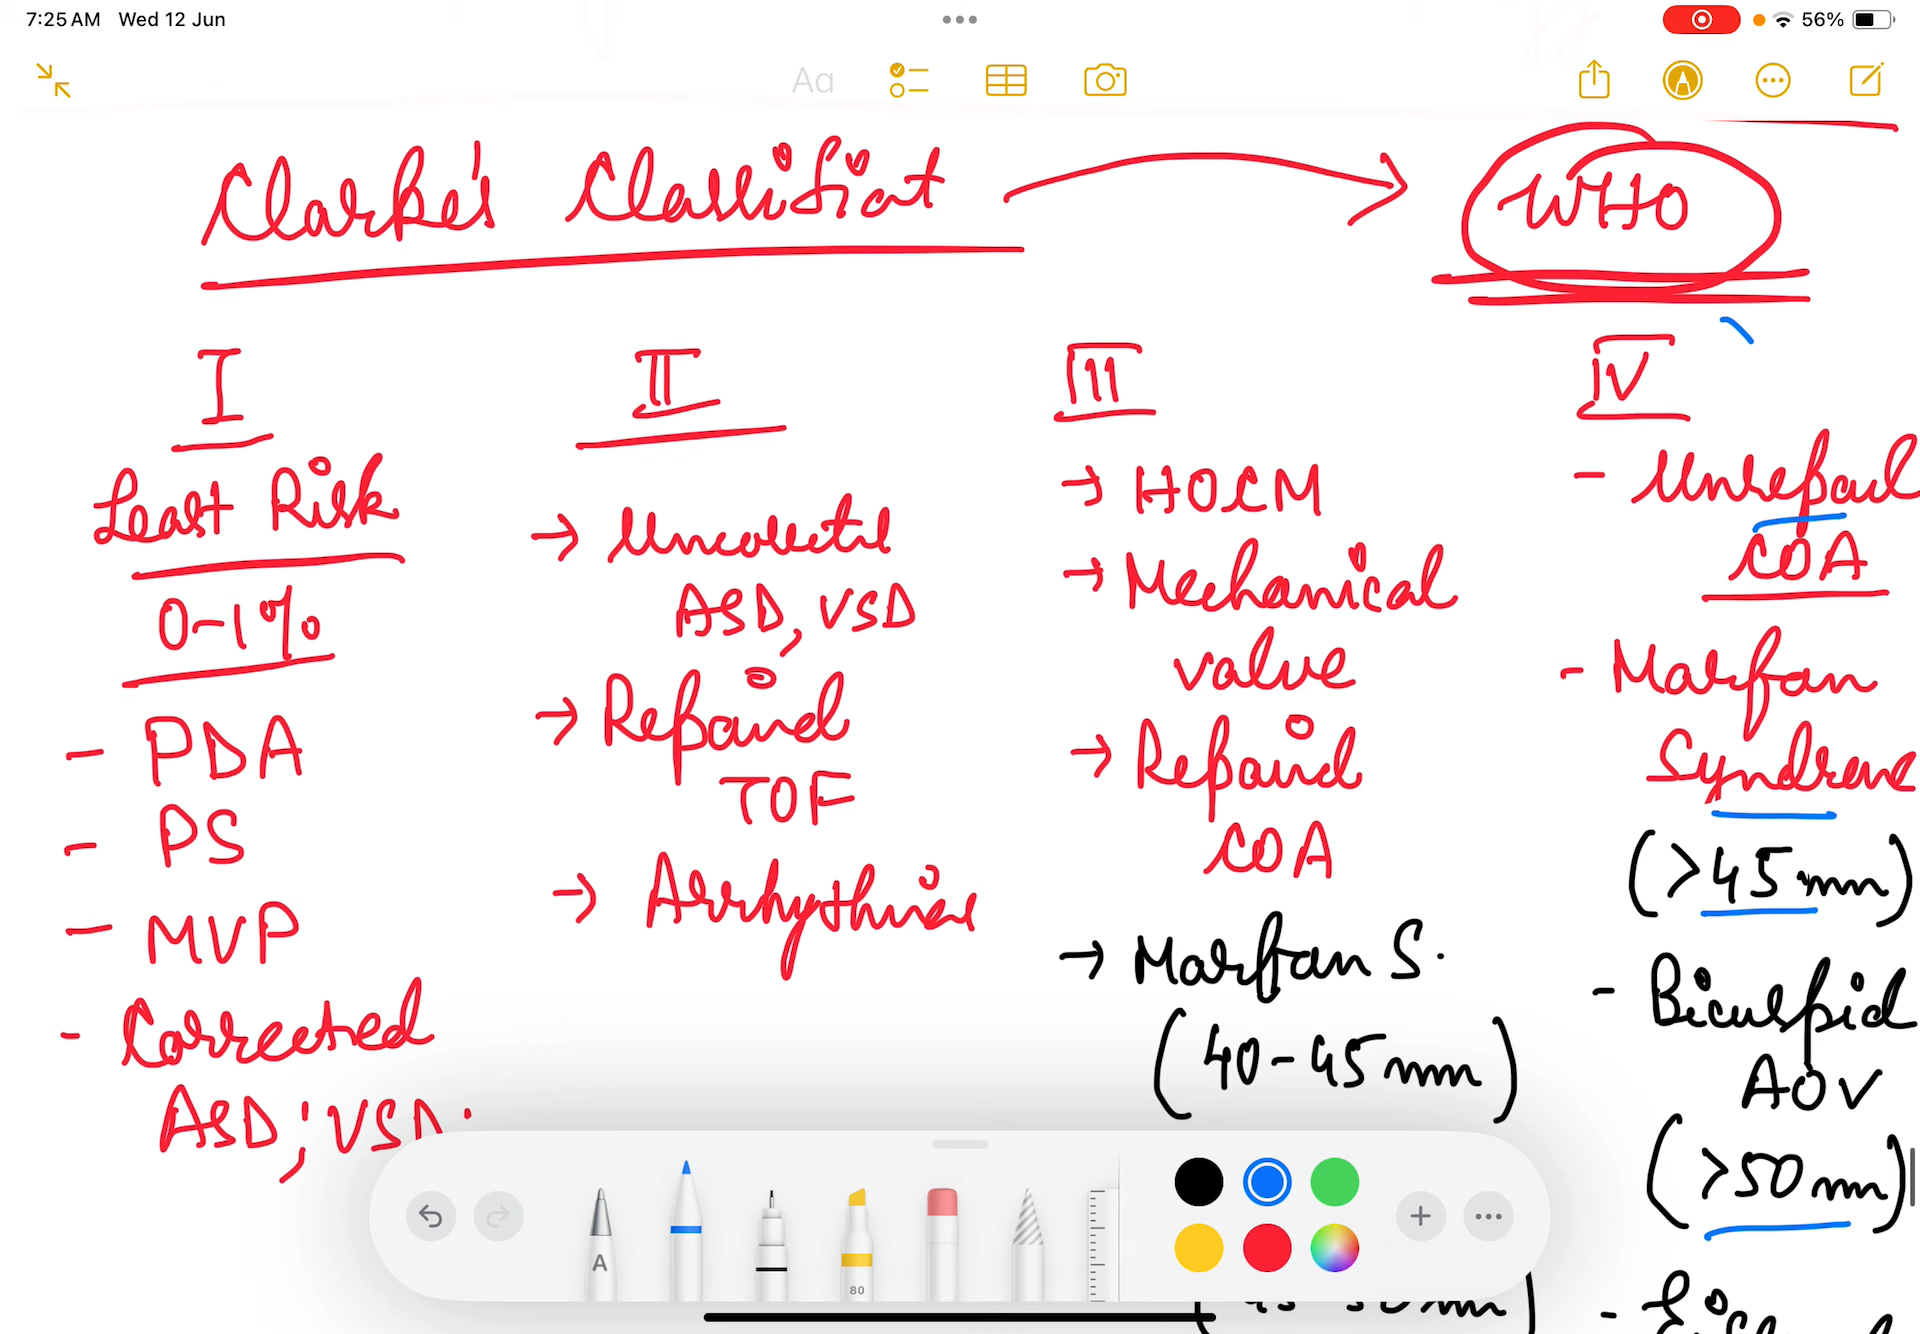 7:25 AM Wed 12 Jun
56%
Aa
Clarke's Classificat
WHO
I
Least Risk
0-1%
- PDA
- PS
- MVP
- Corrected
ASD; VSD.
II
→ Uncorrected
ASD, VSD
→ Repaired
TOF
→ Arrhythmias
III
→ HOCM
→ Mechanical
valve
→ Repaired
COA
→ Marfan S.
(40-45 mm)
IV
- Unrepaired
COA
- Marfan
Syndrome
(>45 mm)
- Bicuspid
AOV
(>50 mm)
A
80